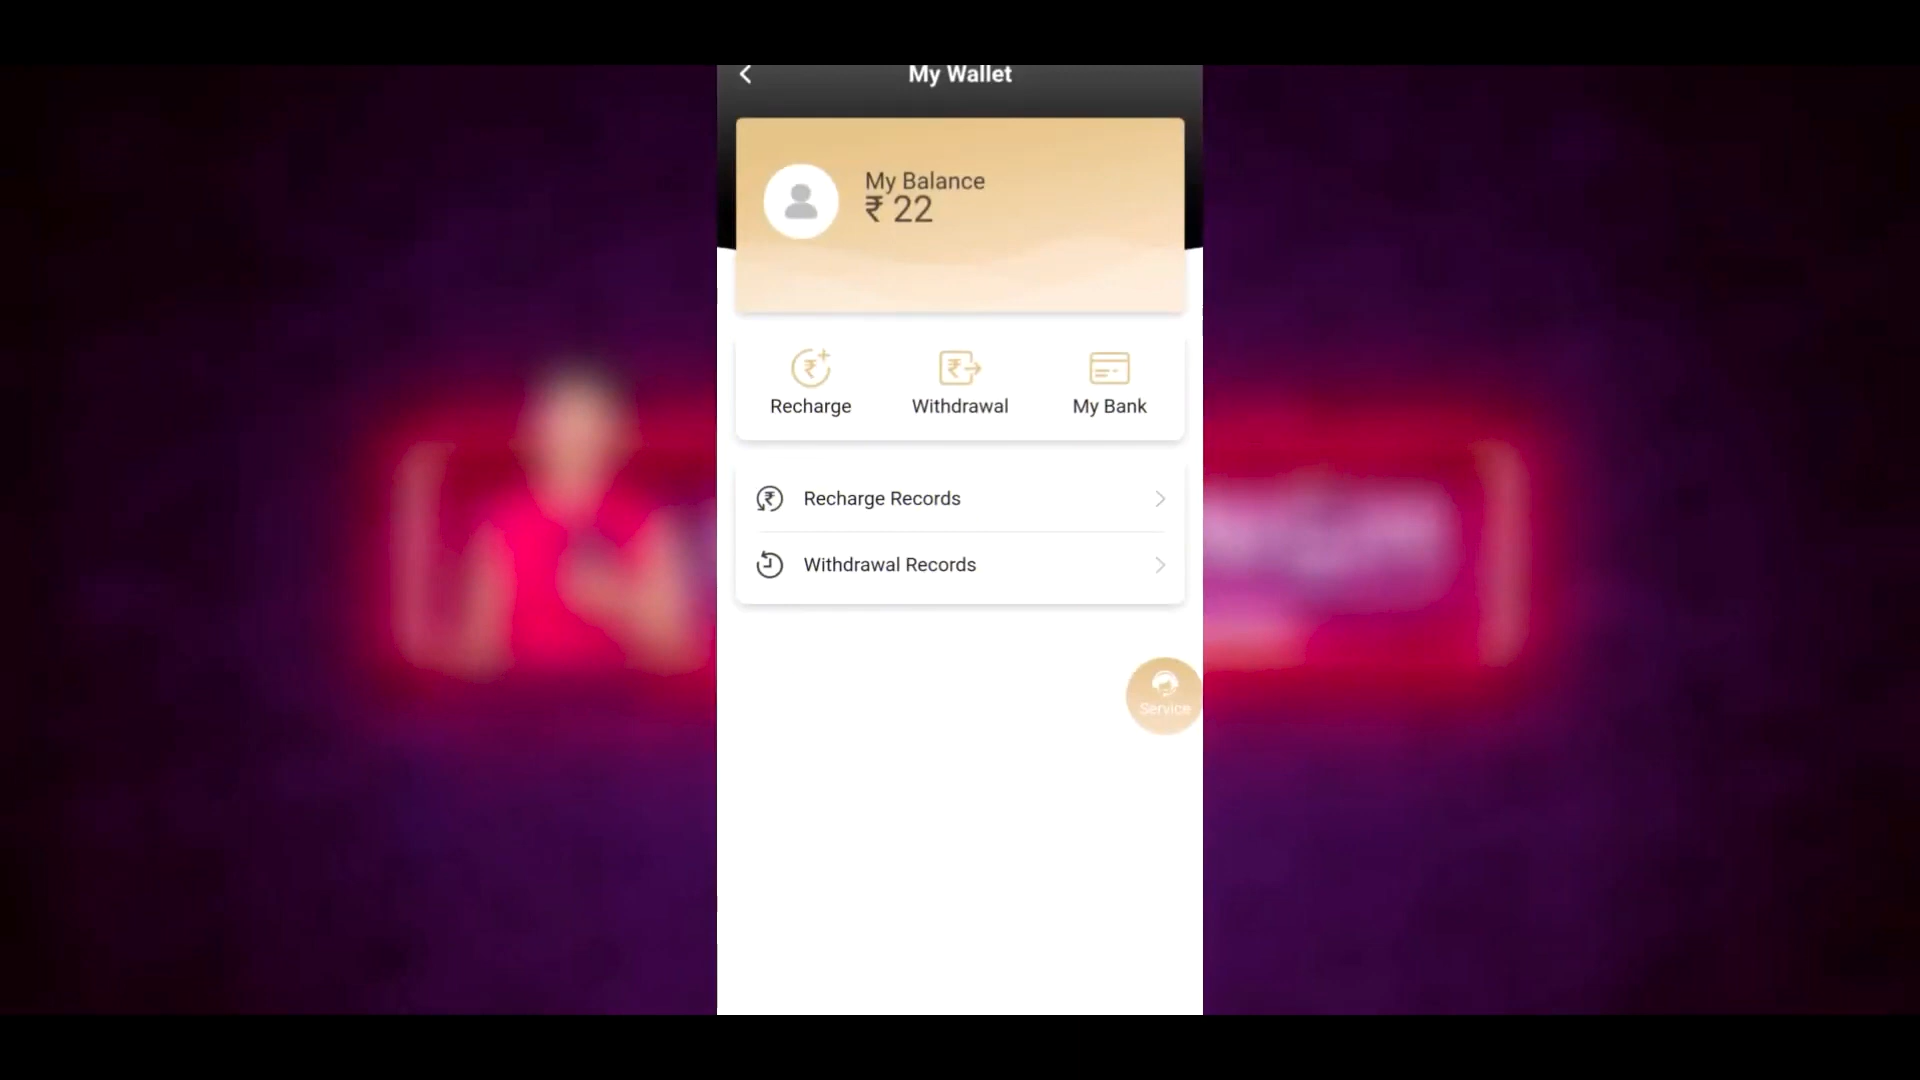 My Wallet
My Balance
₹ 22
Recharge
Withdrawal
My Bank
Recharge Records
Withdrawal Records
Service